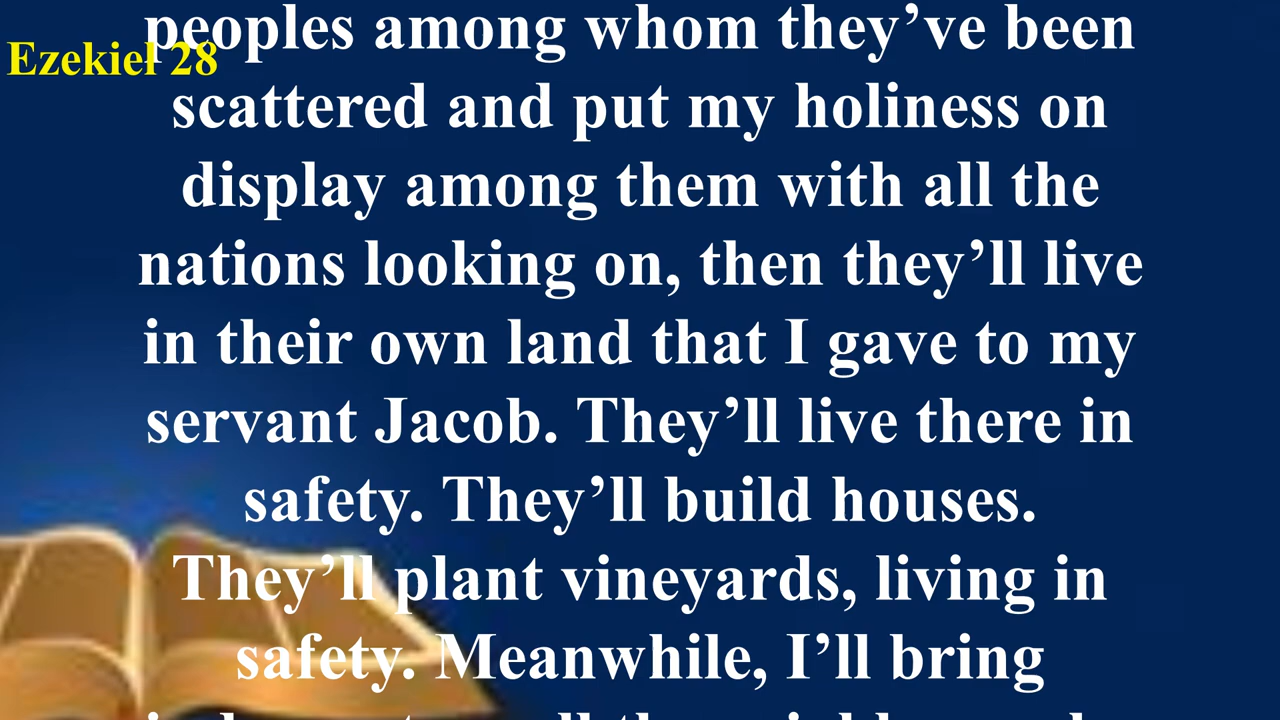 peoples among whom they’ve been
Ezekiel 28
scattered and put my holiness on
display among them with all the
nations looking on, then they’ll live
in their own land that I gave to my
servant Jacob. They’ll live there in
safety. They’ll build houses.
They’ll plant vineyards, living in
safety. Meanwhile, I’ll bring